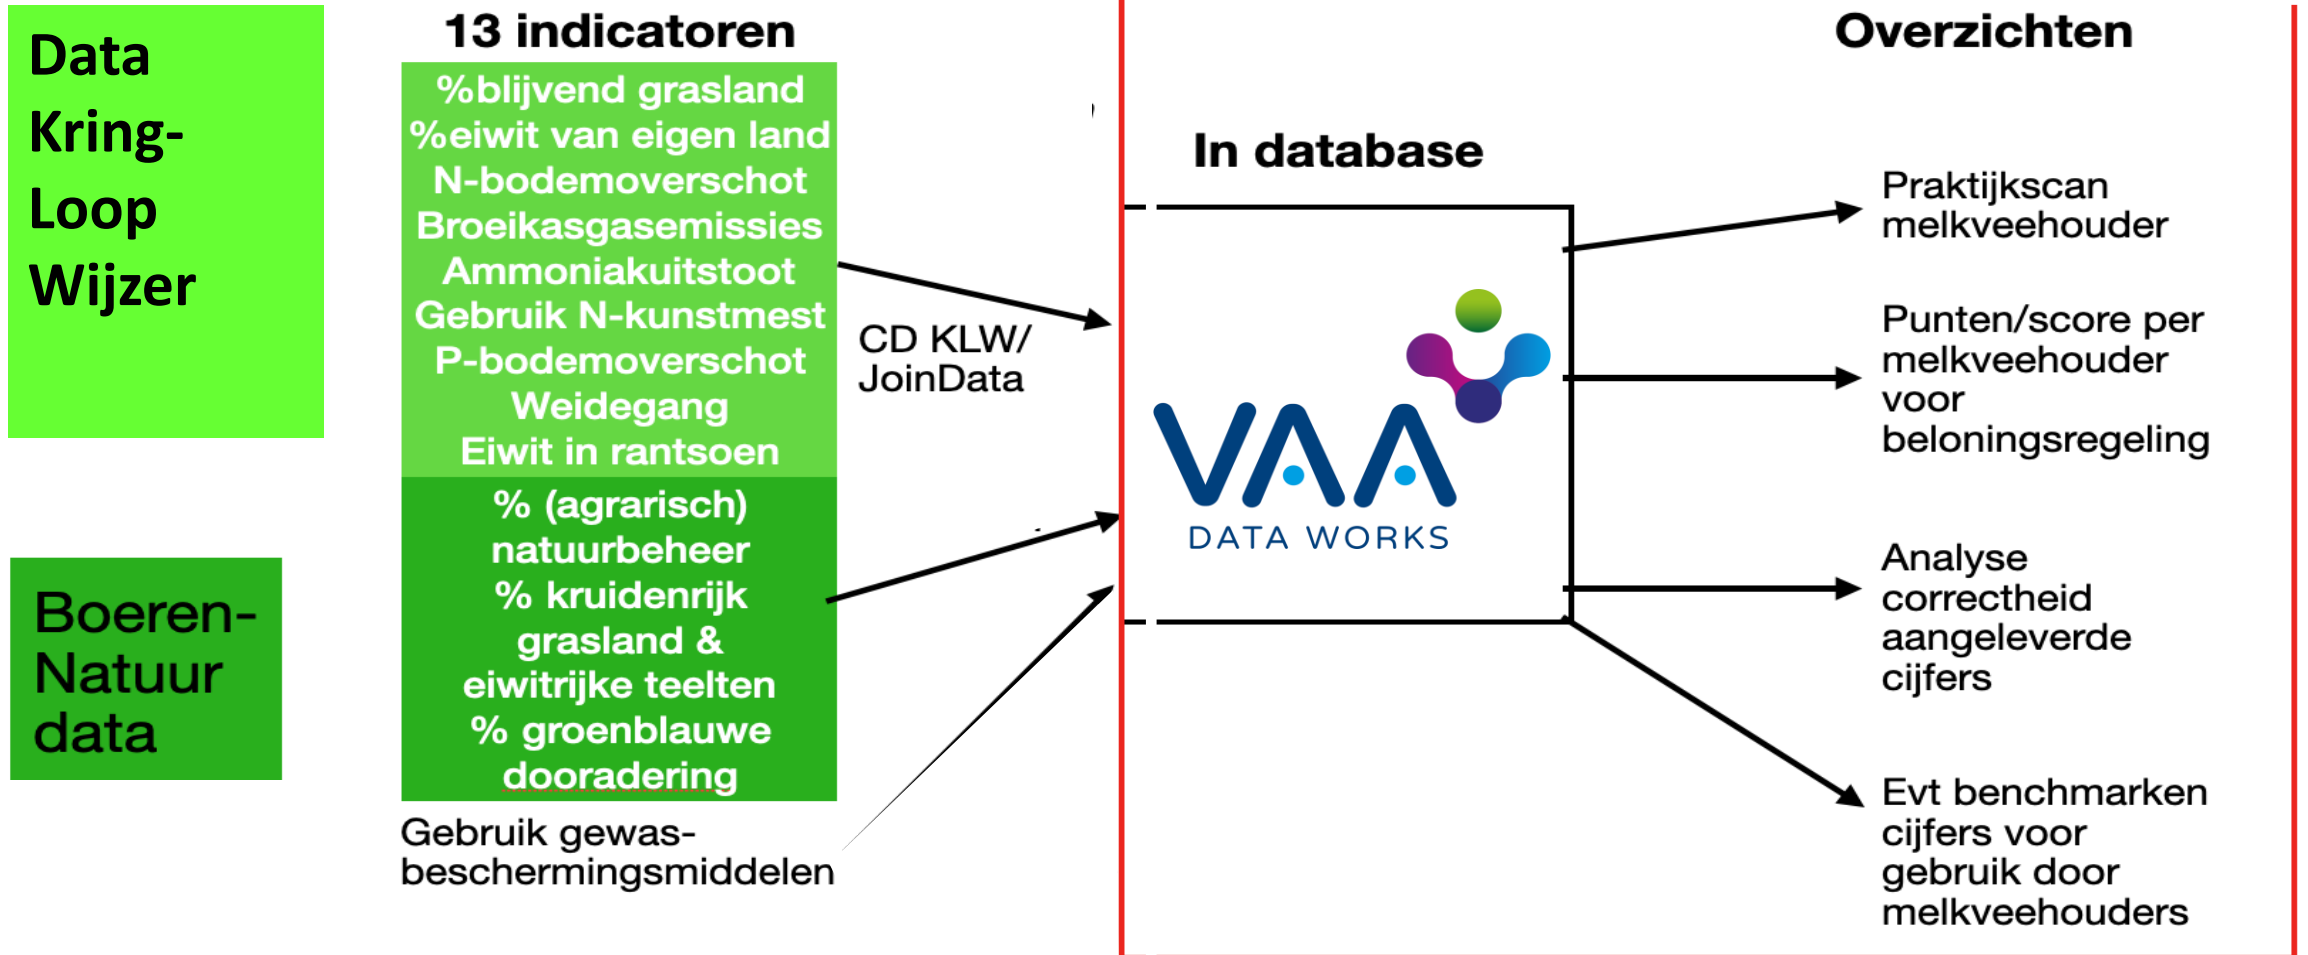 Data
Kring-
Loop
Wijzer
Boeren-
Natuur
data
13 indicatoren
%blijvend grasland
%eiwit van eigen land
N-bodemoverschot
Broeikasgasemissies
Ammoniakuitstoot
Gebruik N-kunstmest
P-bodemoverschot
Weidegang
Eiwit in rantsoen
% (agrarisch)
natuurbeheer
% kruidenrijk
grasland &
eiwitrijke teelten
% groenblauwe
dooradering
Gebruik gewas-
beschermingsmiddelen
CD KLW/
JoinData
In database
VAA
DATA WORKS
Overzichten
Praktijkscan
melkveehouder
Punten/score per
melkveehouder
voor
beloningsregeling
Analyse
correctheid
aangeleverde
cijfers
Evt benchmarken
cijfers voor
gebruik door
melkveehouders